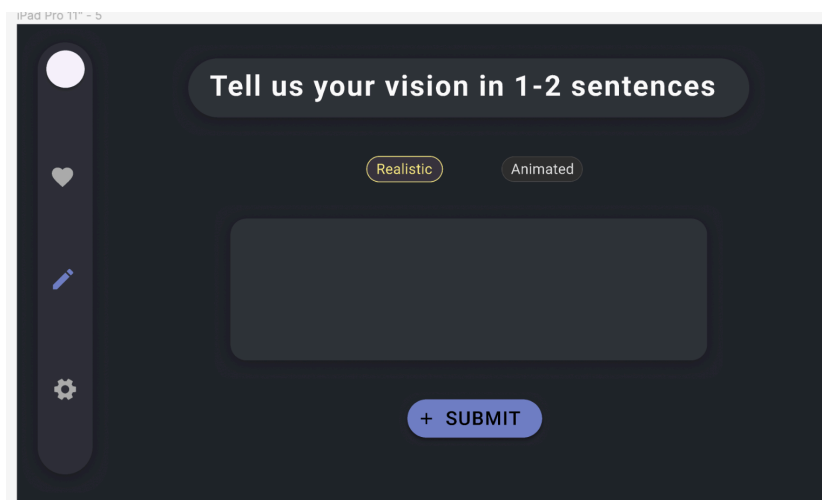 iPad Pro 11" - 5
Tell us your vision in 1-2 sentences
Realistic
Animated
+ SUBMIT